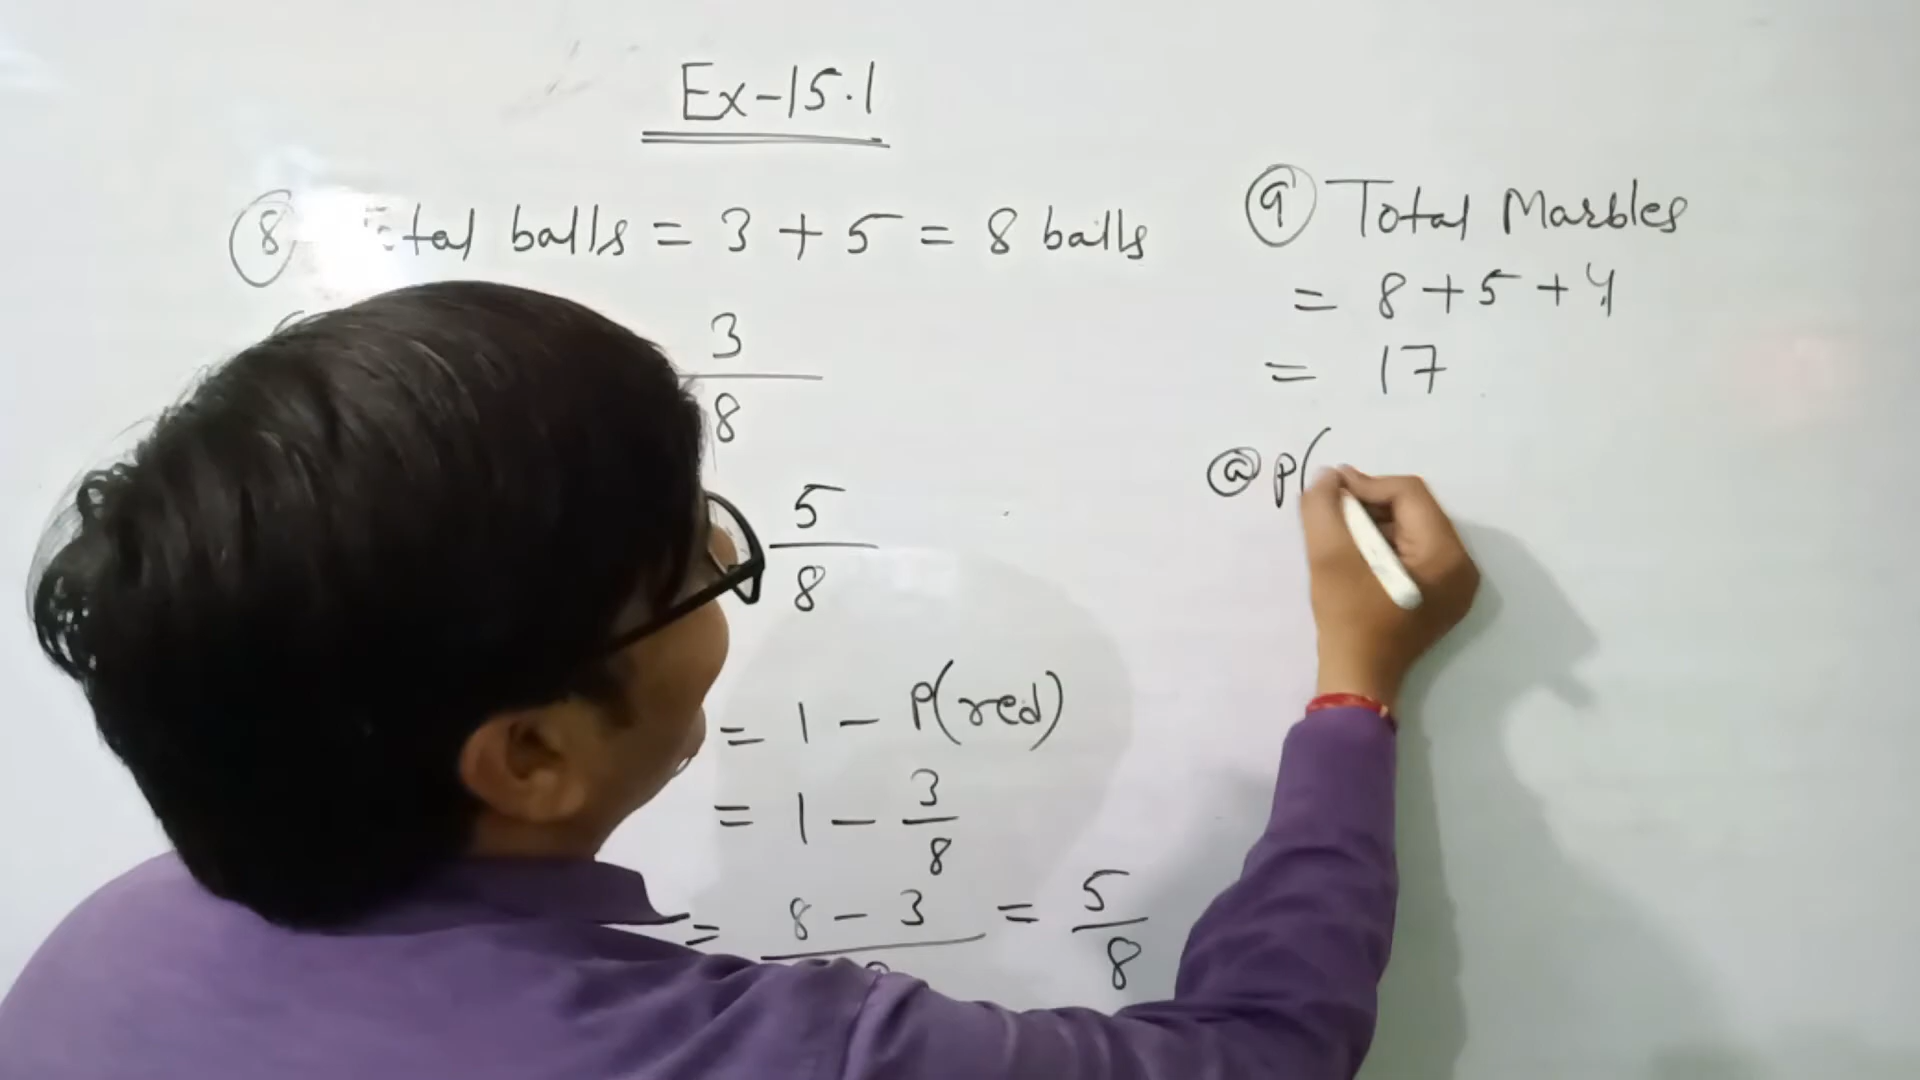 Ex-15.1
8 Total balls = 3 + 5 = 8 balls
3
8
5
8
= 1 - P(red)
= 1 - 3/8
= 8 - 3 = 5/8
9 Total Marbles
= 8 + 5 + 4
= 17
a P(